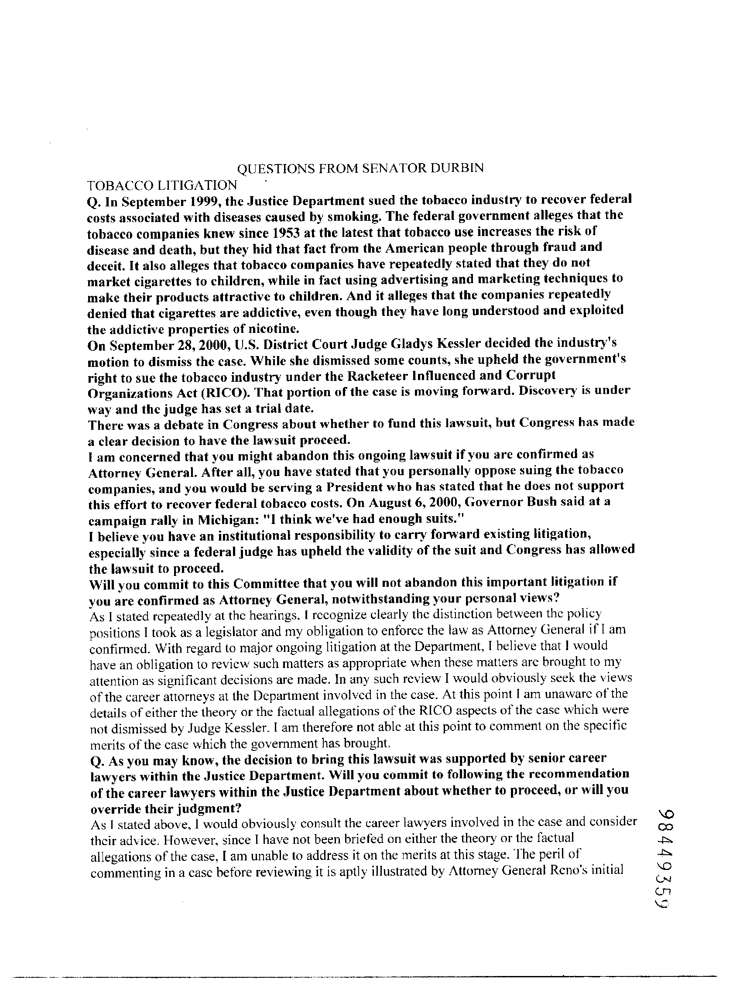 QUESTIONS FROM SENATOR DURBIN
TOBACCO LITIGATION
Q. In September 1999, the Justice Department sued the tobacco industry to recover federal
costs associated with diseases caused by smoking. The federal government alleges that the
tobacco companies knew since 1953 at the latest that tobacco use increases the risk of
disease and death, but they hid that fact from the American people through fraud and
deceit. It also alleges that tobacco companies have repeatedly stated that they do not
market cigarettes to children, while in fact using advertising and marketing techniques to
make their products attractive to children. And it alleges that the companies repeatedly
denied that cigarettes are addictive, even though they have long understood and exploited
the addictive properties of nicotine.
On September 28, 2000, U.S. District Court Judge Gladys Kessler decided the industry's
motion to dismiss the case. While she dismissed some counts, she upheld the government's
right to sue the tobacco industry under the Racketeer Influenced and Corrupt
Organizations Act (RICO). That portion of the case is moving forward. Discovery is under
way and the judge has set a trial date.
There was a debate in Congress about whether to fund this lawsuit, but Congress has made
a clear decision to have the lawsuit proceed.
I am concerned that you might abandon this ongoing lawsuit if you are confirmed as
Attorney General. After all, you have stated that you personally oppose suing the tobacco
companies, and you would be serving a President who has stated that he does not support
this effort to recover federal tobacco costs. On August 6, 2000, Governor Bush said at a
campaign rally in Michigan: "I think we've had enough suits."
I believe you have an institutional responsibility to carry forward existing litigation,
especially since a federal judge has upheld the validity of the suit and Congress has allowed
the lawsuit to proceed.
Will you commit to this Committee that you will not abandon this important litigation if
you are confirmed as Attorney General, notwithstanding your personal views?
As I stated repeatedly at the hearings, I recognize clearly the distinction between the policy
positions I took as a legislator and my obligation to enforce the law as Attorney General if I am
confirmed. With regard to major ongoing litigation at the Department, I believe that I would
have an obligation to review such matters as appropriate when these matters are brought to my
attention as significant decisions are made. In any such review I would obviously seek the views
of the career attorneys at the Department involved in the case. At this point I am unaware of the
details of either the theory or the factual allegations of the RICO aspects of the case which were
not dismissed by Judge Kessler. I am therefore not able at this point to comment on the specific
merits of the case which the government has brought.
Q. As you may know, the decision to bring this lawsuit was supported by senior career
lawyers within the Justice Department. Will you commit to following the recommendation
of the career lawyers within the Justice Department about whether to proceed, or will you
override their judgment?
As I stated above, I would obviously consult the career lawyers involved in the case and consider
their advice. However, since I have not been briefed on either the theory or the factual
allegations of the case, I am unable to address it on the merits at this stage. The peril of
commenting in a case before reviewing it is aptly illustrated by Attorney General Reno's initial
98449359